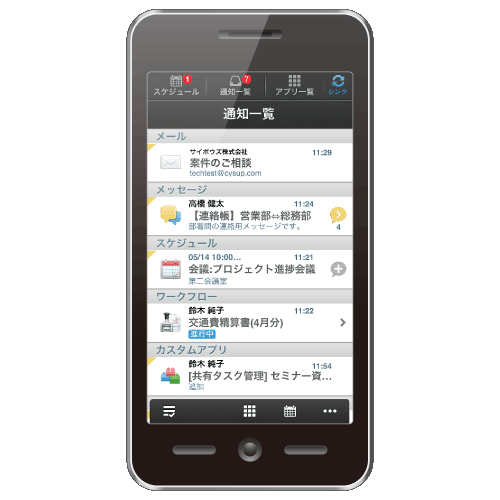 1
7
スケジュール
通知一覧
アプリ一覧
シンク
通知一覧
メール
サイボウズ株式会社
11:29
案件のご相談
techtest@cysup.com
メッセージ
高橋 健太
11:24
【連絡帳】営業部⇔総務部
部署間の連絡用メッセージです。
4
スケジュール
05/14 10:00...
11:21
会議:プロジェクト進捗会議
第二会議室
ワークフロー
鈴木 純子
11:22
交通費精算書(4月分)
進行中
カスタムアプリ
鈴木 純子
11:54
[共有タスク管理] セミナー資...
追加